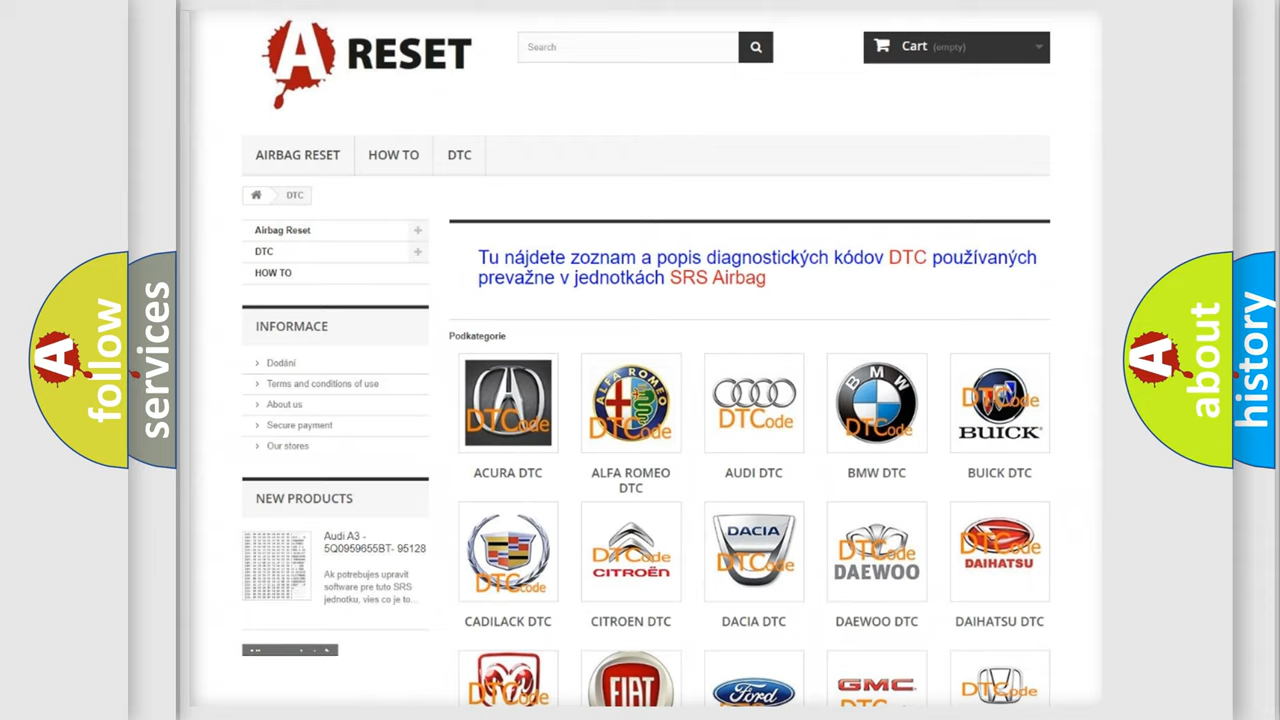 A RESET
Search
Cart (empty)
AIRBAG RESET
HOW TO
DTC
DTC
Airbag Reset
DTC
HOW TO
Tu nájdete zoznam a popis diagnostických kódov DTC používaných
prevažne v jednotkách SRS Airbag
INFORMACE
Dodání
Terms and conditions of use
About us
Secure payment
Our stores
NEW PRODUCTS
Audi A3 -
5Q0959655BT- 95128
Ak potrebujes upravit
software pre tuto SRS
jednotku, vies co je to...
Podkategorie
DTCode
ALFA ROMEO
DTCode
DTCode
BMW
DTCode
DTCode
BUICK
ACURA DTC
ALFA ROMEO
DTC
AUDI DTC
BMW DTC
BUICK DTC
DTCode
DTCode
CITROËN
DACIA
DTCode
DTCode
DAEWOO
DTCode
DAIHATSU
CADILACK DTC
CITROEN DTC
DACIA DTC
DAEWOO DTC
DAIHATSU DTC
DTCode
FIAT
Ford
GMC
DTCode
A follow
services
A about
history